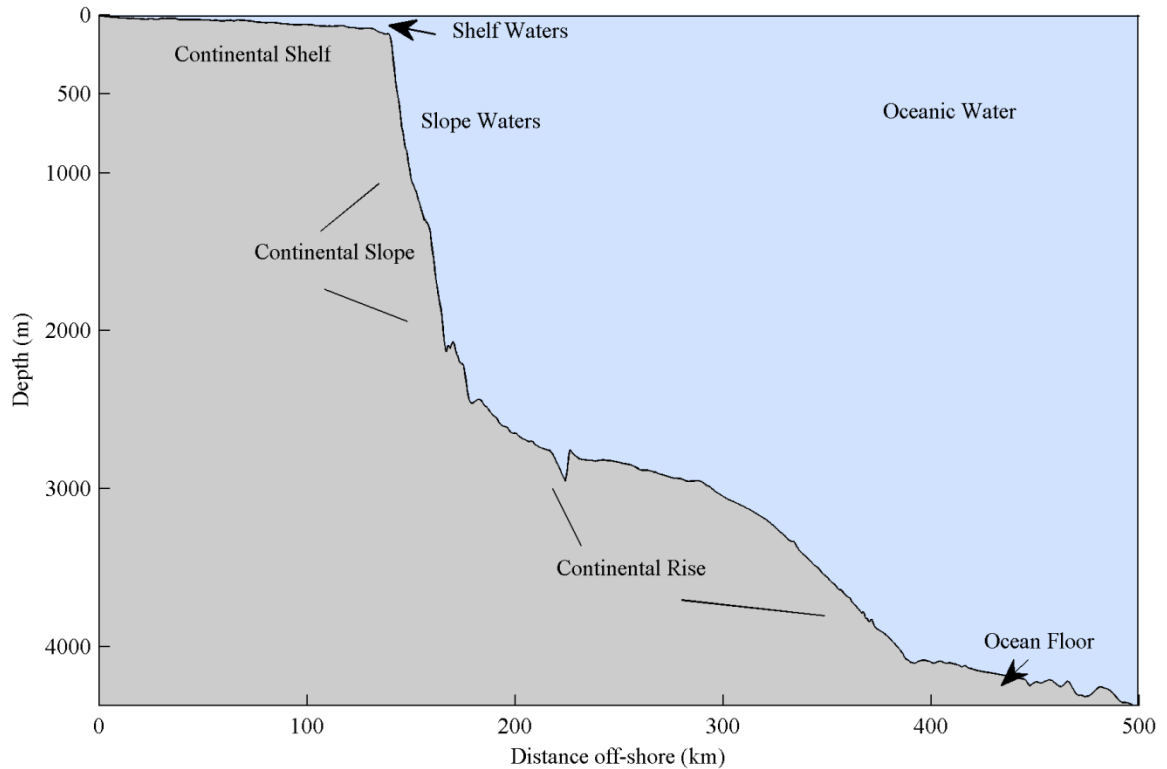 0
Shelf Waters
Continental Shelf
500
Slope Waters
Oceanic Water
1000
Continental Slope
2000
Depth (m)
3000
Continental Rise
4000
Ocean Floor
0
100
200
300
400
500
Distance off-shore (km)